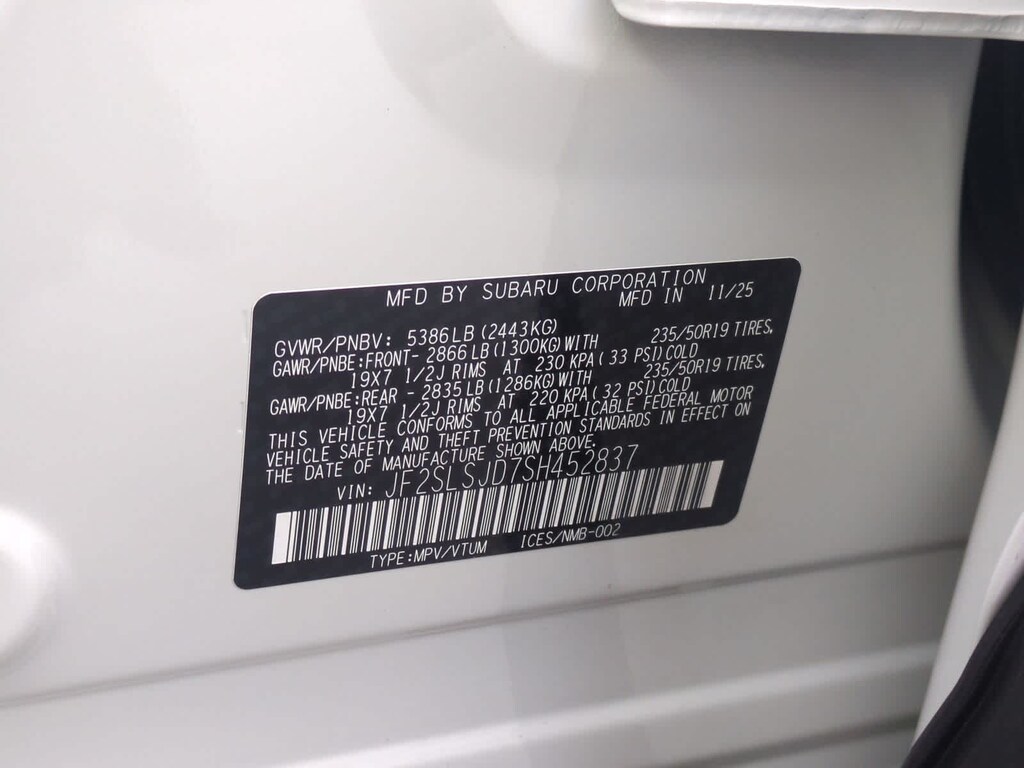 MFD BY SUBARU CORPORATION
MFD IN 11/25
GVWR/PNBV: 5386LB (2443KG)
GAWR/PNBE:FRONT- 2866LB (1300KG) WITH 235/50R19 TIRES,
19X7 1/2J RIMS AT 230 KPA ( 33 PSI) COLD
GAWR/PNBE:REAR - 2835LB (1286KG) WITH 235/50R19 TIRES,
19X7 1/2J RIMS AT 220 KPA ( 32 PSI) COLD
THIS VEHICLE CONFORMS TO ALL APPLICABLE FEDERAL MOTOR
VEHICLE SAFETY AND THEFT PREVENTION STANDARDS IN EFFECT ON
THE DATE OF MANUFACTURE SHOWN ABOVE.
VIN: JF2SLSJD7SH452837
TYPE:MPV/VTUM ICES/NMB-002